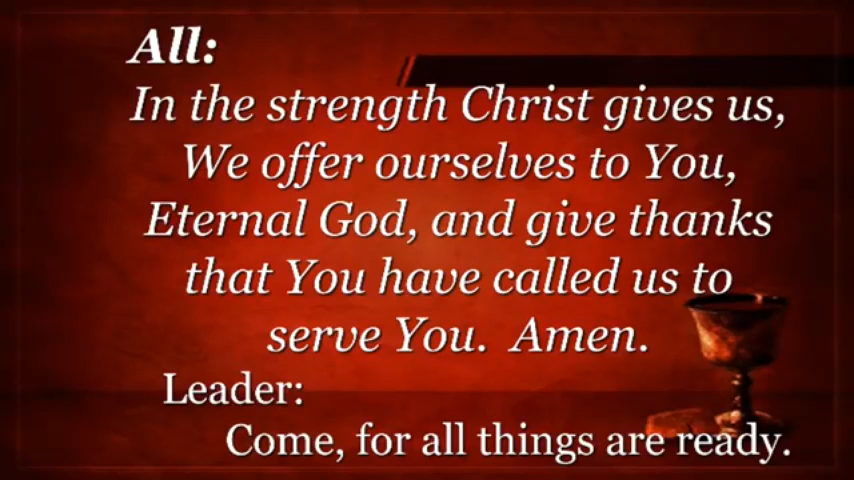 All:
In the strength Christ gives us,
We offer ourselves to You,
Eternal God, and give thanks
that You have called us to
serve You.  Amen.
Leader:
Come, for all things are ready.